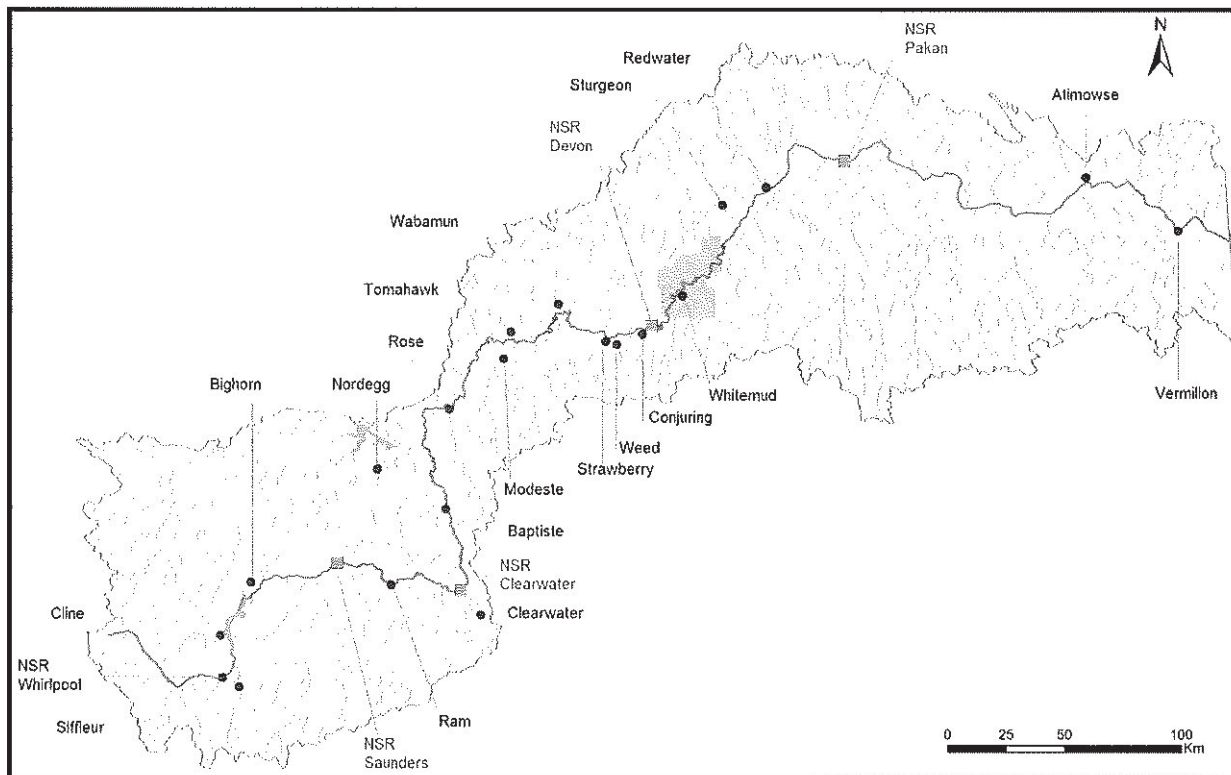 NSR
Pakan
N
Redwater
Sturgeon
Atimowse
NSR
Devon
Wabamun
Tomahawk
Rose
Bighorn
Nordegg
Whitemud
Vermilion
Conjuring
Weed
Strawberry
Modeste
Baptiste
NSR
Clearwater
Clearwater
Cline
NSR
Whirlpool
Siffleur
Ram
NSR
Saunders
0 25 50 100
Km